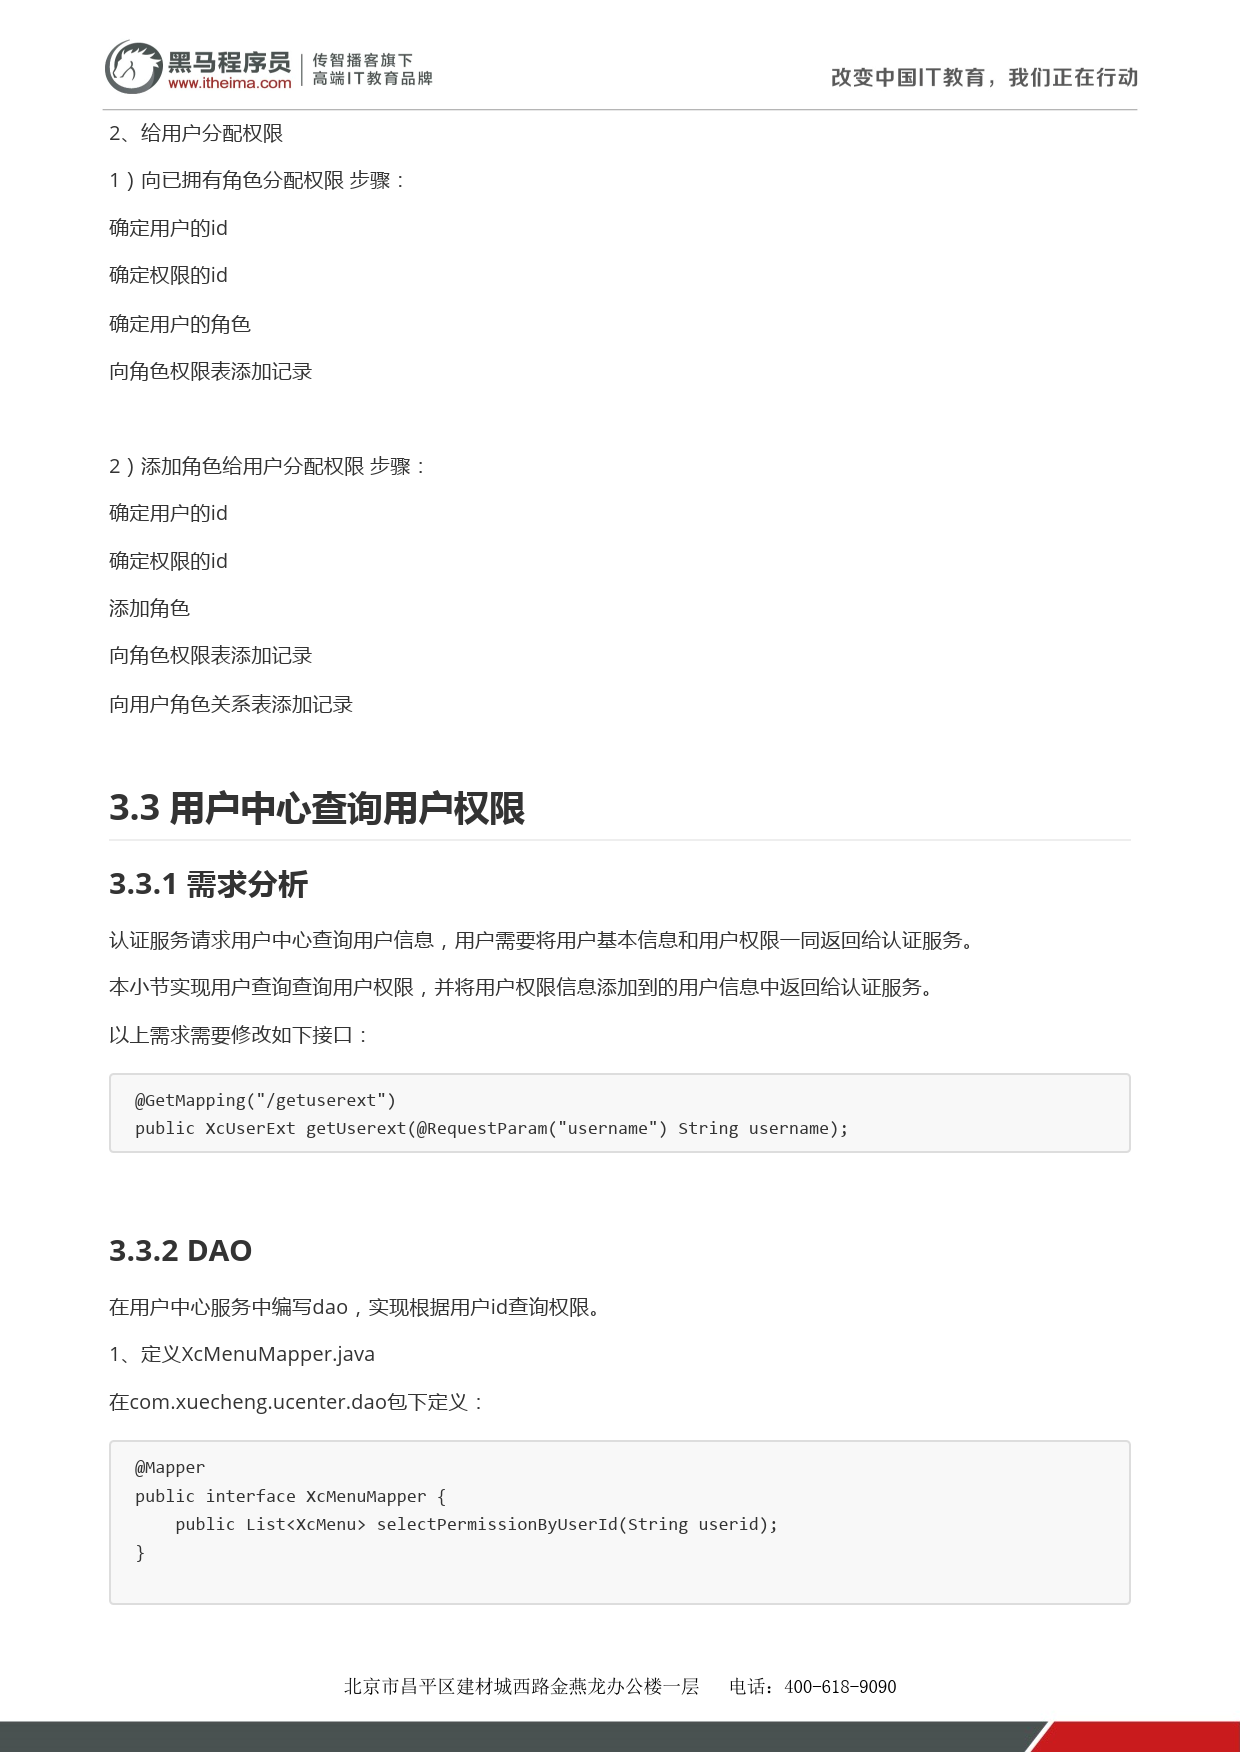 黑马程序员
www.itheima.com
传智播客旗下
高端IT教育品牌
改变中国IT教育，我们正在行动
2、给用户分配权限
1）向已拥有角色分配权限 步骤：
确定用户的id
确定权限的id
确定用户的角色
向角色权限表添加记录
2）添加角色给用户分配权限 步骤：
确定用户的id
确定权限的id
添加角色
向角色权限表添加记录
向用户角色关系表添加记录
3.3 用户中心查询用户权限
3.3.1 需求分析
认证服务请求用户中心查询用户信息，用户需要将用户基本信息和用户权限一同返回给认证服务。
本小节实现用户查询查询用户权限，并将用户权限信息添加到的用户信息中返回给认证服务。
以上需求需要修改如下接口：
@GetMapping("/getuserext")
public XcUserExt getUserext(@RequestParam("username") String username);
3.3.2 DAO
在用户中心服务中编写dao，实现根据用户id查询权限。
1、定义XcMenuMapper.java
在com.xuecheng.ucenter.dao包下定义：
@Mapper
public interface XcMenuMapper {
    public List<XcMenu> selectPermissionByUserId(String userid);
}
北京市昌平区建材城西路金燕龙办公楼一层 电话：400-618-9090